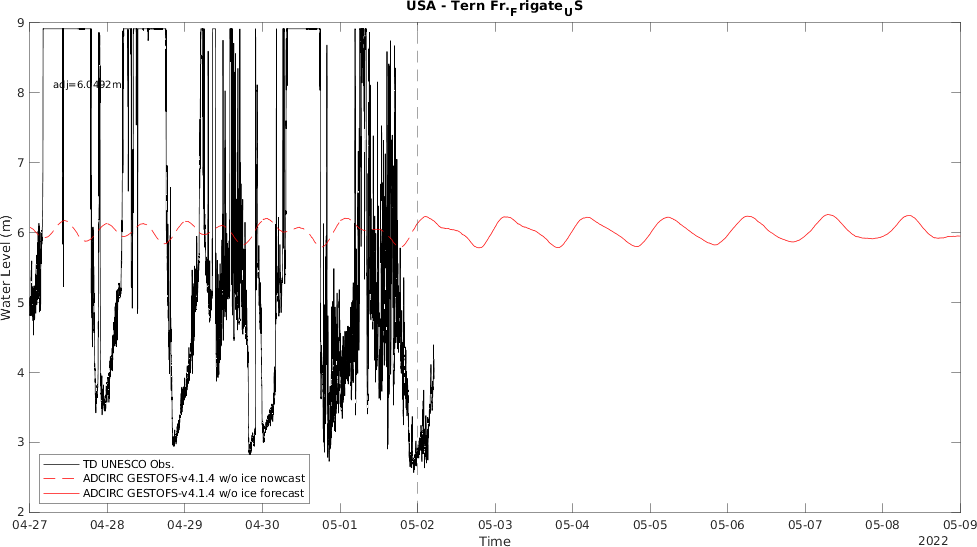 USA - Tern Fr.FrigateUS
9
8
7
6
5
4
3
2
Water Level (m)
adj=6.0492m
TD UNESCO Obs.
ADCIRC GESTOFS-v4.1.4 w/o ice nowcast
ADCIRC GESTOFS-v4.1.4 w/o ice forecast
04-27 04-28 04-29 04-30 05-01 05-02 05-03 05-04 05-05 05-06 05-07 05-08 05-09
Time
2022